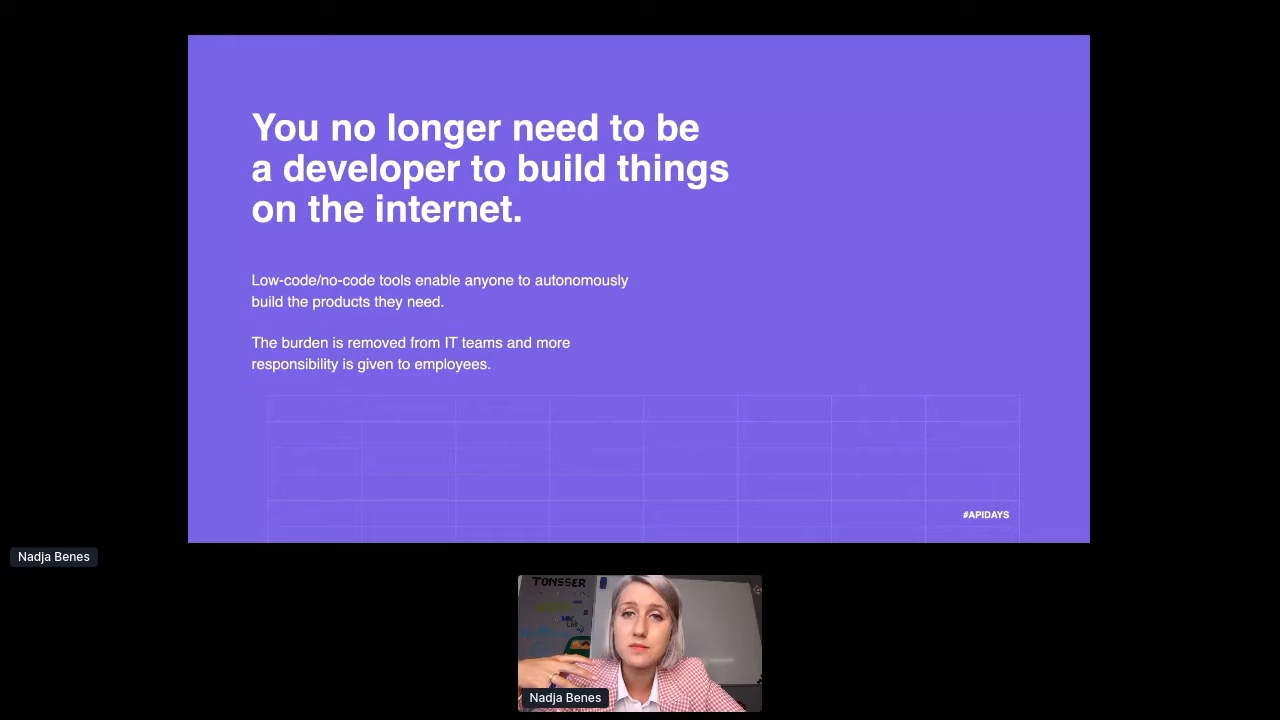 You no longer need to be
a developer to build things
on the internet.
Low-code/no-code tools enable anyone to autonomously
build the products they need.
The burden is removed from IT teams and more
responsibility is given to employees.
#APIDAYS
Nadja Benes
TONSSER
Nadja Benes